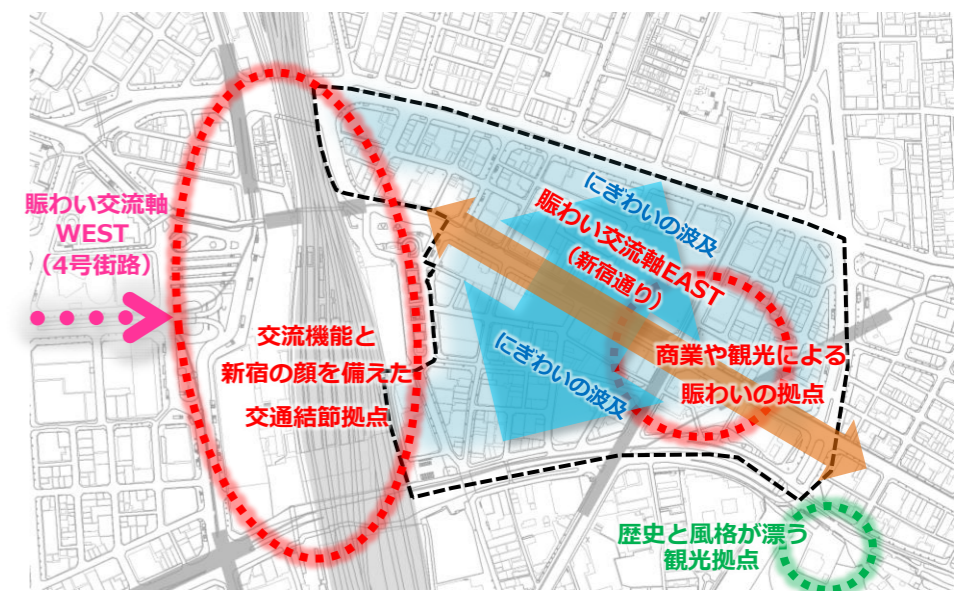 賑わい交流軸
WEST
（4号街路）
交流機能と
新宿の顔を備えた
交通結節拠点
にぎわいの波及
賑わい交流軸EAST
（新宿通り）
にぎわいの波及
商業や観光による
賑わいの拠点
歴史と風格が漂う
観光拠点